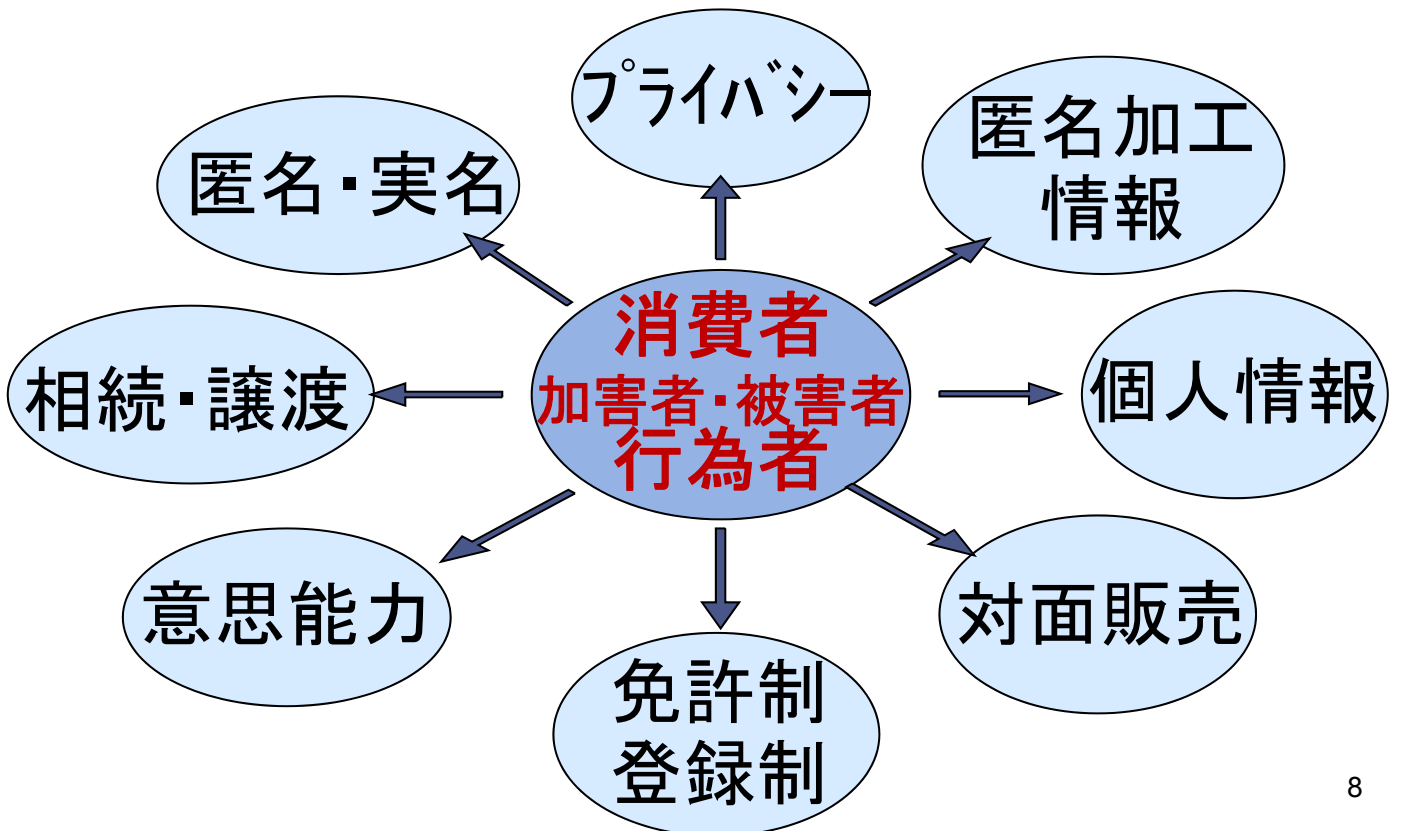 プライバシー
匿名加工
情報
匿名・実名
消費者
加害者・被害者
行為者
相続・譲渡
個人情報
意思能力
対面販売
免許制
登録制
8